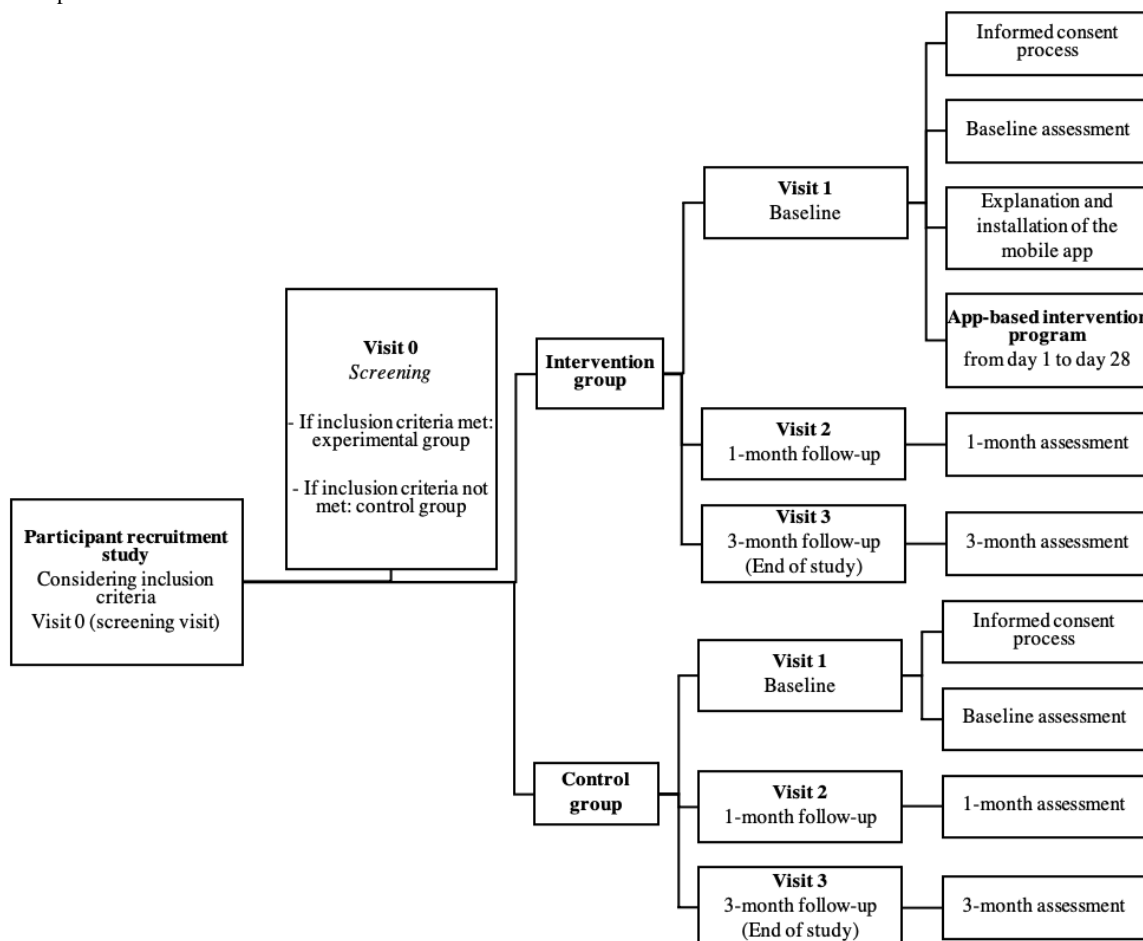 Participant recruitment
study
Considering inclusion
criteria
Visit 0 (screening visit)
Visit 0
Screening
- If inclusion criteria met:
experimental group
- If inclusion criteria not
met: control group
Intervention
group
Visit 1
Baseline
Informed consent
process
Baseline assessment
Explanation and
installation of the
mobile app
App-based intervention
program
from day 1 to day 28
Visit 2
1-month follow-up
1-month assessment
Visit 3
3-month follow-up
(End of study)
3-month assessment
Control
group
Visit 1
Baseline
Informed consent
process
Baseline assessment
Visit 2
1-month follow-up
1-month assessment
Visit 3
3-month follow-up
(End of study)
3-month assessment